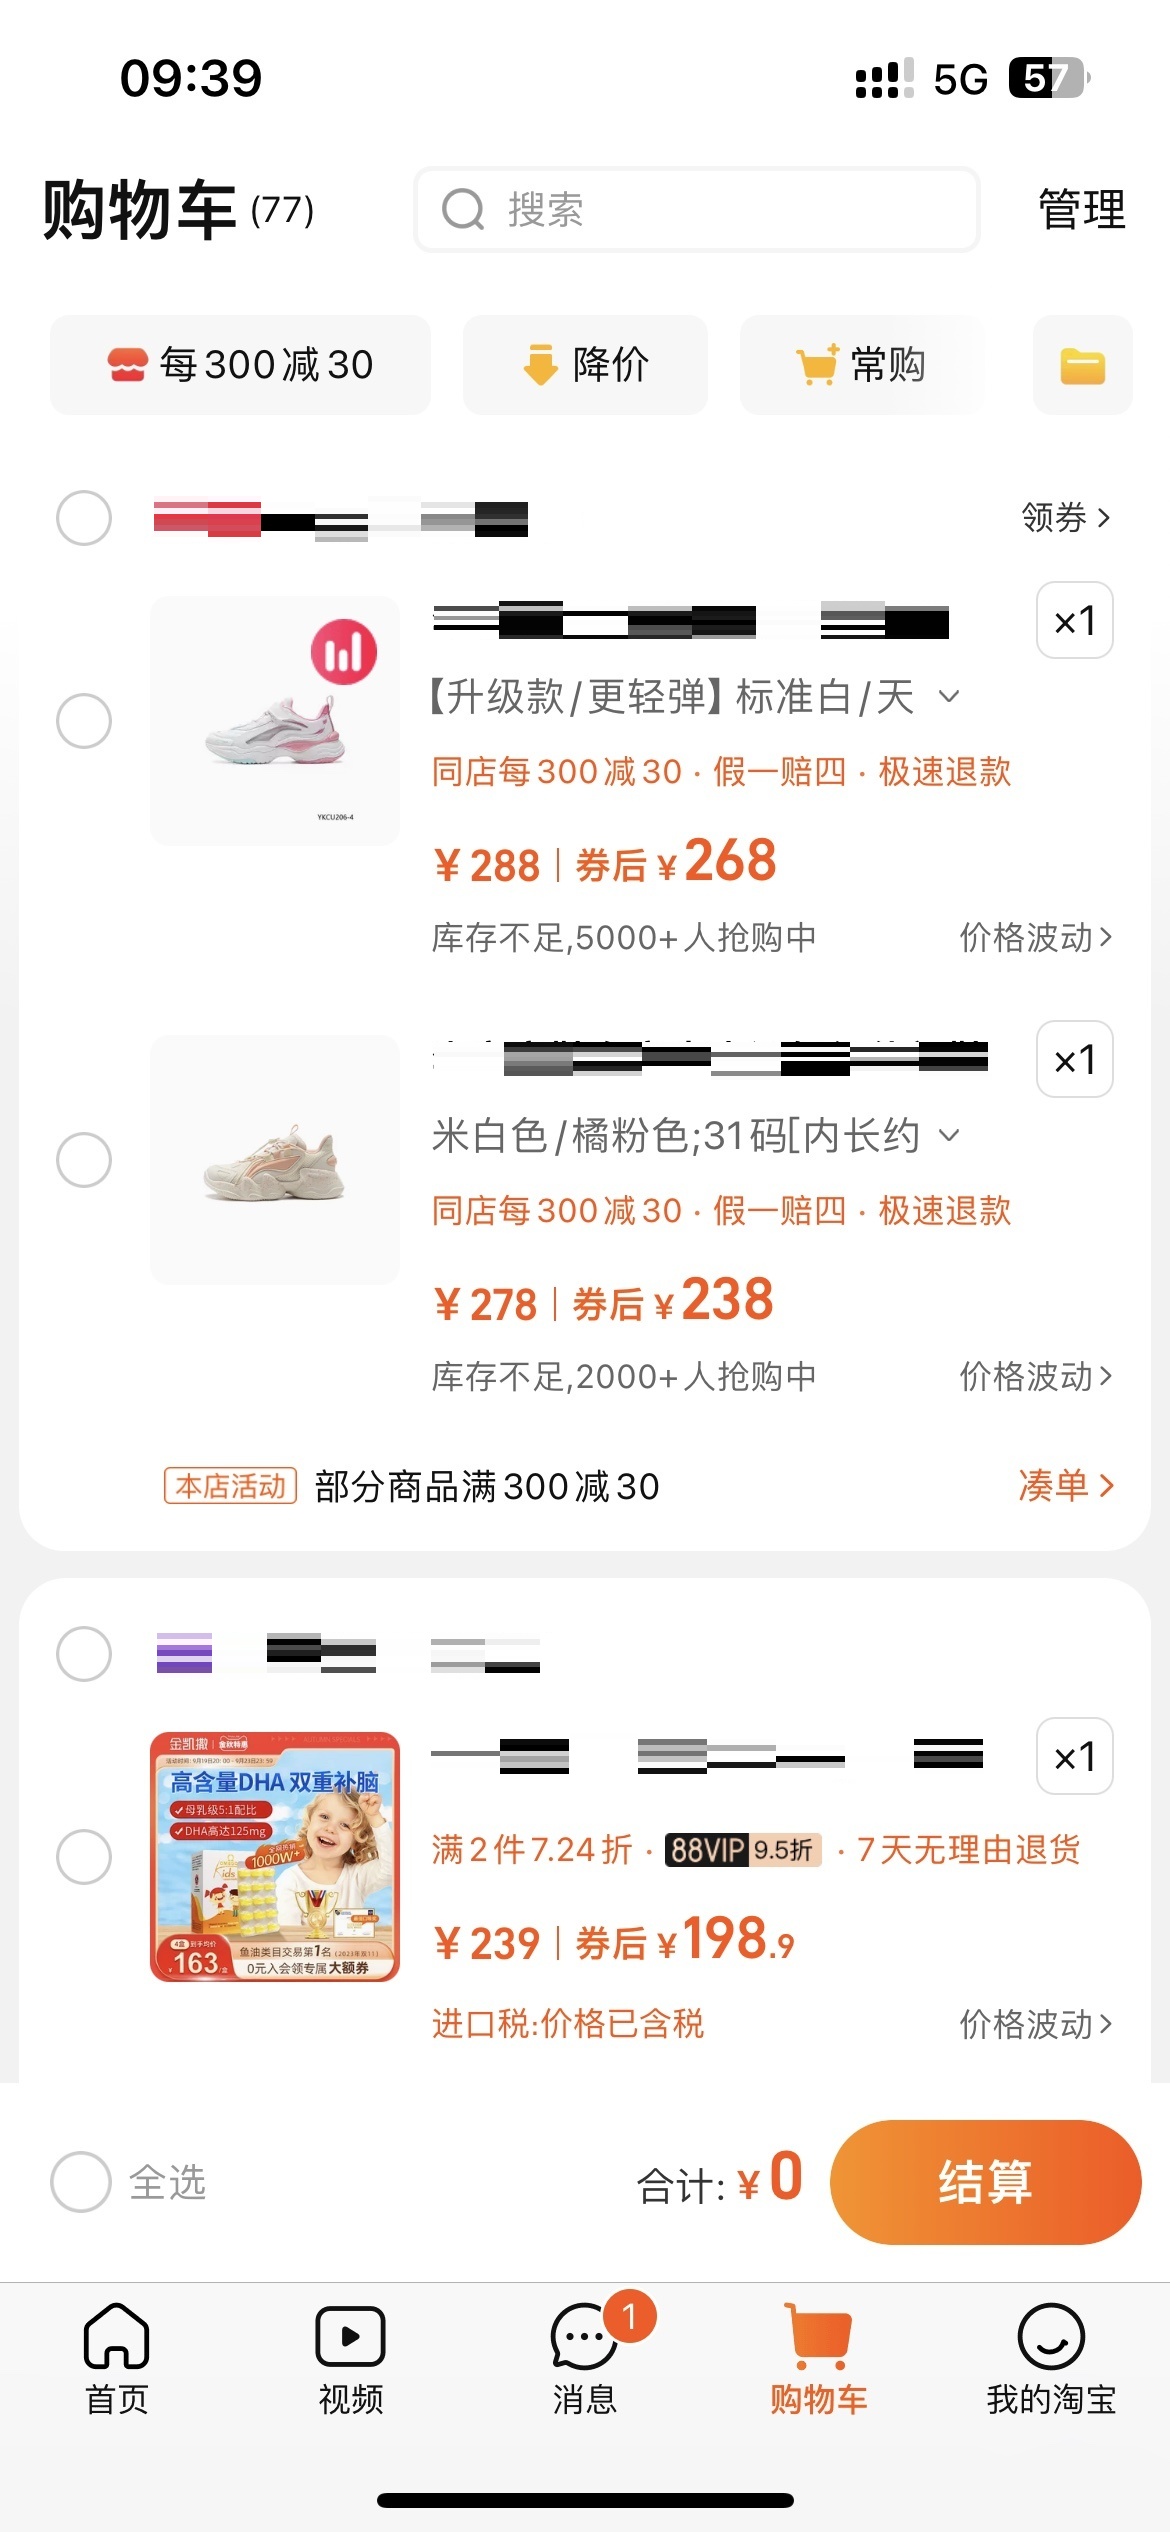 09:39
5G 57
购物车(77)
搜索
管理
每300减30
降价
常购
领券
×1
【升级款/更轻弹】标准白/天
同店每300减30 · 假一赔四 · 极速退款
YKCU206-4
¥288 券后¥268
库存不足,5000+人抢购中
价格波动
×1
米白色/橘粉色;31码[内长约
同店每300减30 · 假一赔四 · 极速退款
¥278 券后¥238
库存不足,2000+人抢购中
价格波动
本店活动 部分商品满300减30
凑单
×1
金凯撒
高含量DHA 双重补脑
母乳级5:1配比
DHA高达125mg
1000W+
4盒到手均价
¥163/盒
鱼油类目交易第1名
0元入会领专属大额券
满2件7.24折 · 88VIP 9.5折 · 7天无理由退货
¥239 券后¥198.9
进口税:价格已含税
价格波动
全选
合计:¥0
结算
1
首页
视频
消息
购物车
我的淘宝